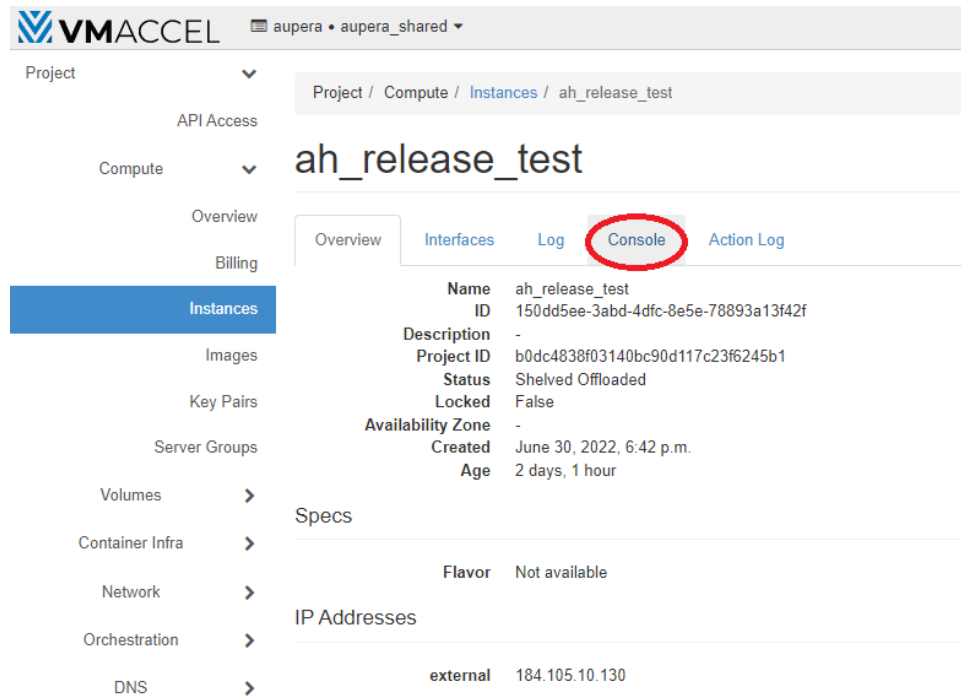 VMACCEL
aupera • aupera_shared
Project
API Access
Compute
Overview
Billing
Instances
Images
Key Pairs
Server Groups
Volumes
Container Infra
Network
Orchestration
DNS
Project / Compute / Instances / ah_release_test
ah_release_test
Overview Interfaces Log Console Action Log
Name ah_release_test
ID 150dd5ee-3abd-4dfc-8e5e-78893a13f42f
Description -
Project ID b0dc4838f03140bc90d117c23f6245b1
Status Shelved Offloaded
Locked False
Availability Zone -
Created June 30, 2022, 6:42 p.m.
Age 2 days, 1 hour
Specs
Flavor Not available
IP Addresses
external 184.105.10.130